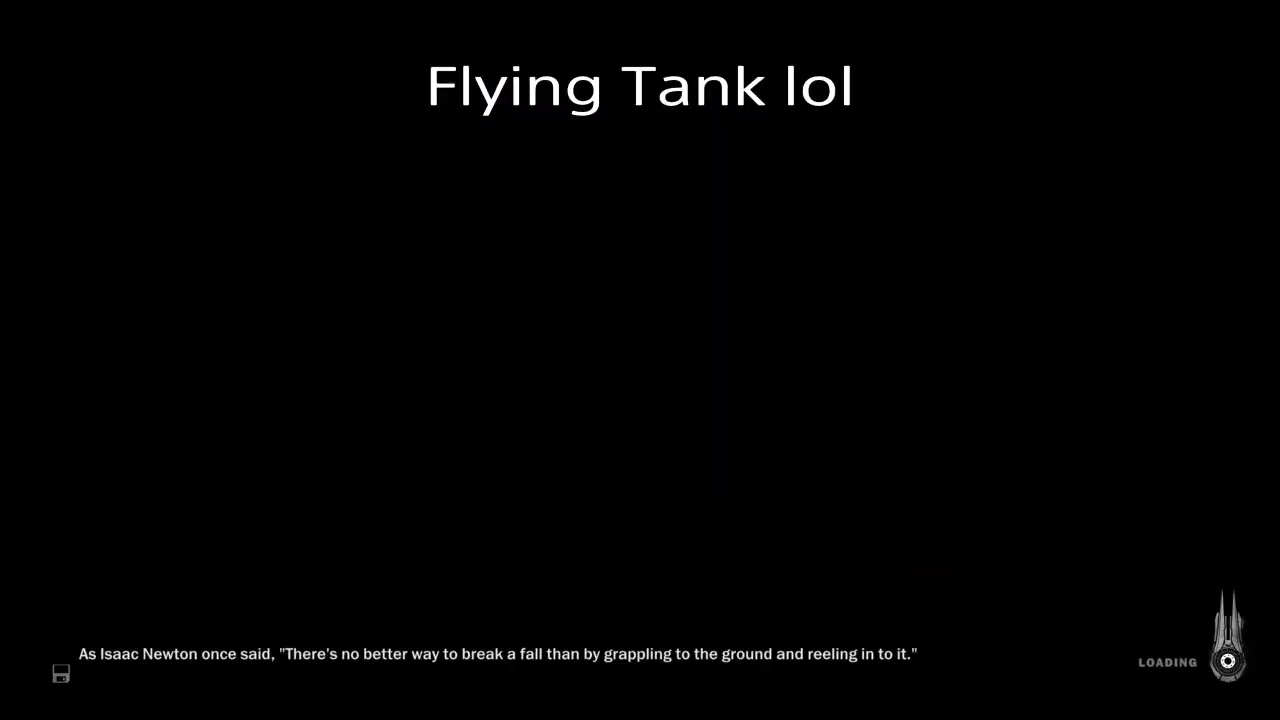 Flying Tank lol
As Isaac Newton once said, "There's no better way to break a fall than by grappling to the ground and reeling in to it."
LOADING